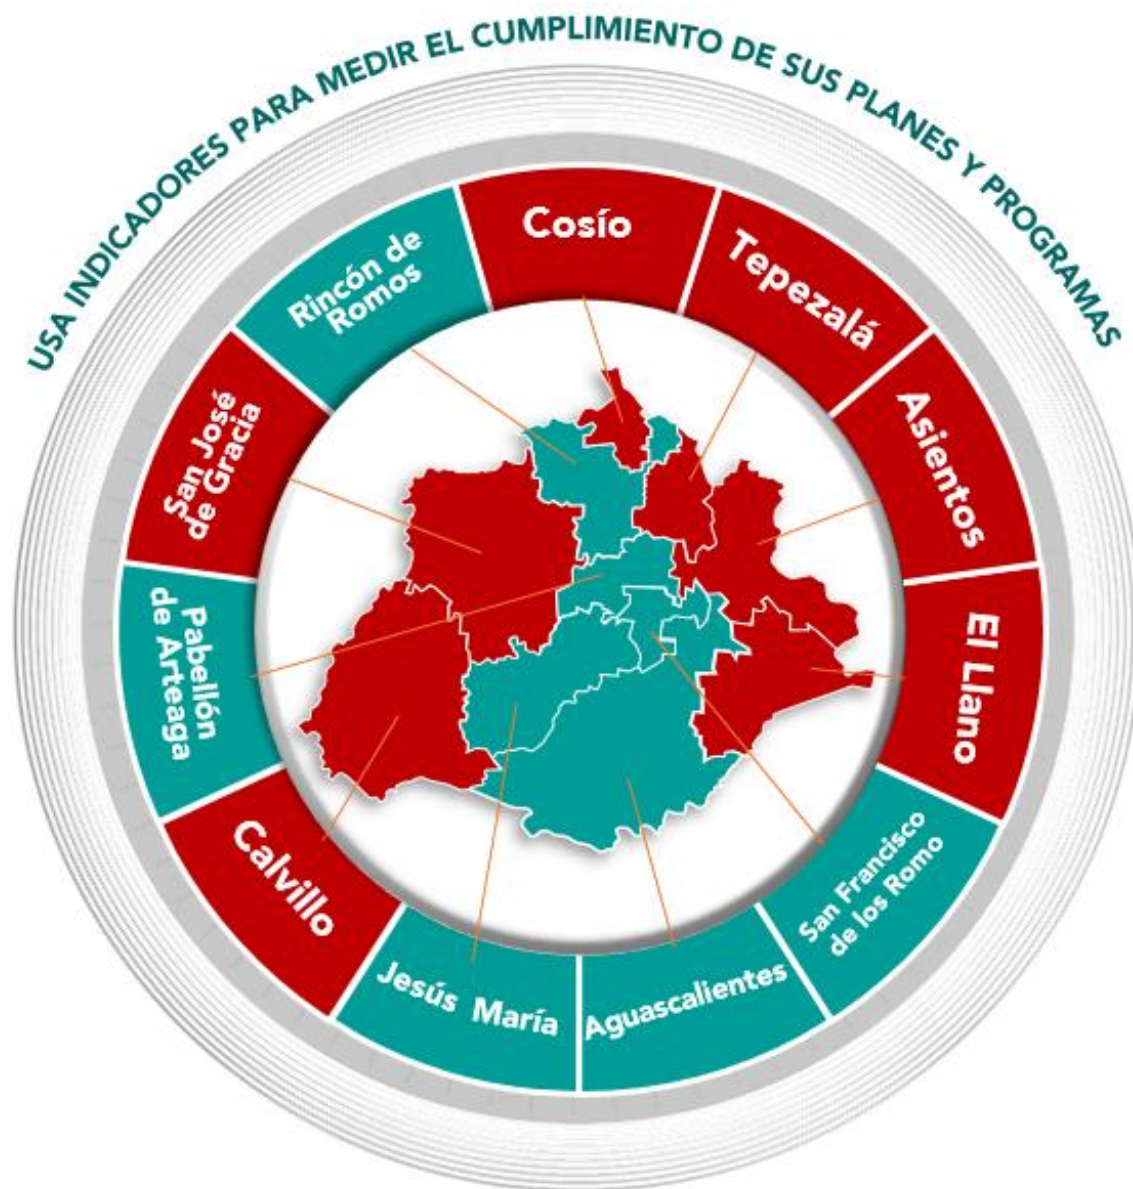 USA INDICADORES PARA MEDIR EL CUMPLIMIENTO DE SUS PLANES Y PROGRAMAS
Cosío
Tepezalá
Asientos
El Llano
San Francisco
de los Romo
Aguascalientes
Jesús María
Calvillo
Pabellón
de Arteaga
San José
de Gracia
Rincón de
Romos